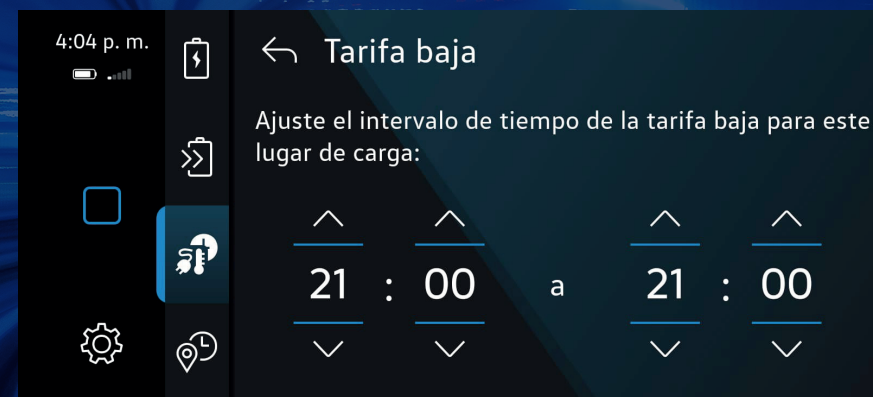 4:04 p. m.
Tarifa baja
Ajuste el intervalo de tiempo de la tarifa baja para este
lugar de carga:
21 : 00 a 21 : 00